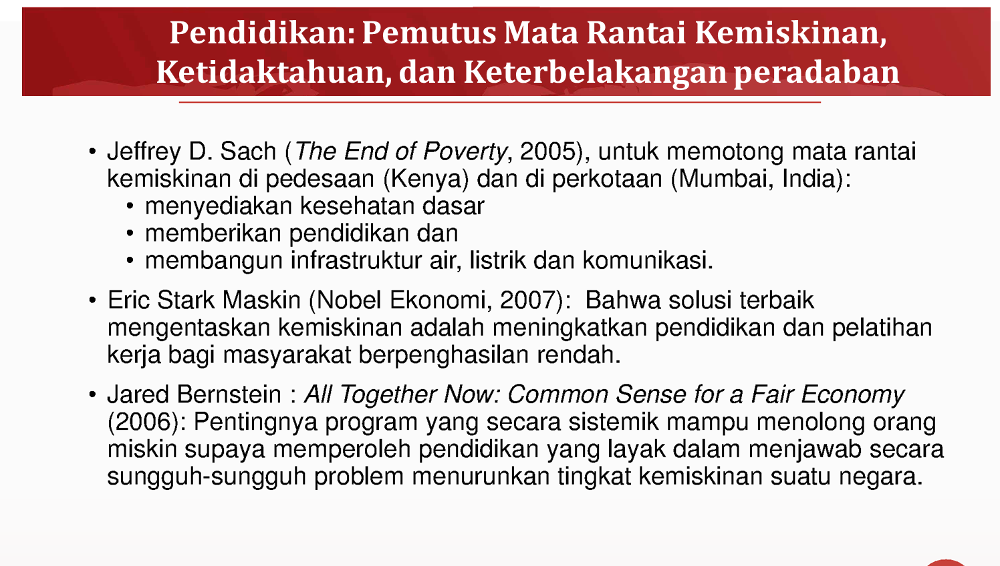 Pendidikan: Pemutus Mata Rantai Kemiskinan,
Ketidaktahuan, dan Keterbelakangan peradaban
• Jeffrey D. Sach (The End of Poverty, 2005), untuk memotong mata rantai
kemiskinan di pedesaan (Kenya) dan di perkotaan (Mumbai, India):
• menyediakan kesehatan dasar
• memberikan pendidikan dan
• membangun infrastruktur air, listrik dan komunikasi.
• Eric Stark Maskin (Nobel Ekonomi, 2007):  Bahwa solusi terbaik
mengentaskan kemiskinan adalah meningkatkan pendidikan dan pelatihan
kerja bagi masyarakat berpenghasilan rendah.
• Jared Bernstein : All Together Now: Common Sense for a Fair Economy
(2006): Pentingnya program yang secara sistemik mampu menolong orang
miskin supaya memperoleh pendidikan yang layak dalam menjawab secara
sungguh-sungguh problem menurunkan tingkat kemiskinan suatu negara.